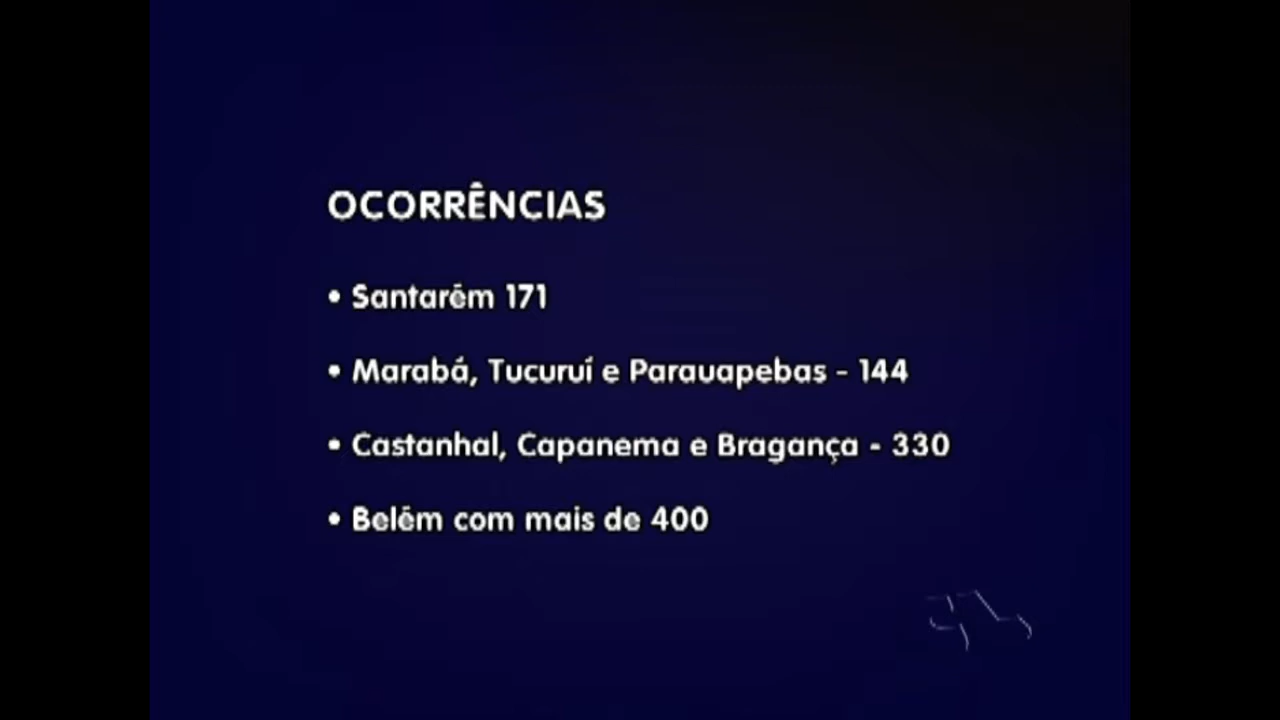 OCORRÊNCIAS
• Santarém 171
• Marabá, Tucuruí e Parauapebas - 144
• Castanhal, Capanema e Bragança - 330
• Belém com mais de 400